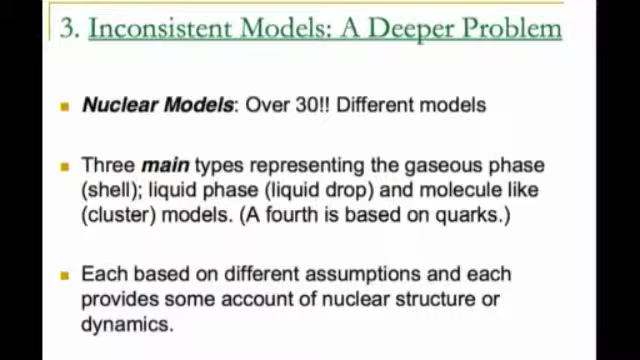 3. Inconsistent Models: A Deeper Problem
Nuclear Models: Over 30!! Different models
Three main types representing the gaseous phase
(shell); liquid phase (liquid drop) and molecule like
(cluster) models. (A fourth is based on quarks.)
Each based on different assumptions and each
provides some account of nuclear structure or
dynamics.